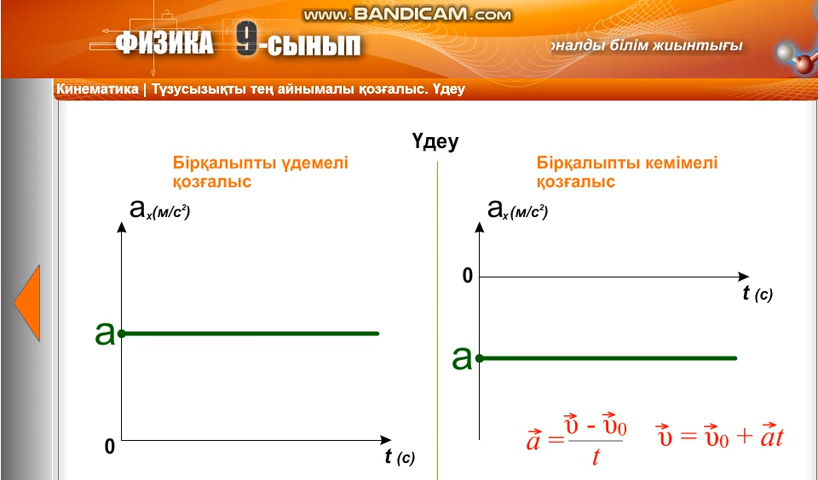 www.BANDICAM.com
ФИЗИКА 9-сынып
оналды білім жиынтығы
Кинематика | Түзусызықты тең айнымалы қозғалыс. Үдеу
Үдеу
Бірқалыпты үдемелі
қозғалыс
aₓ(м/с²)
a
0
t (c)
Бірқалыпты кемімелі
қозғалыс
aₓ(м/с²)
0
t (c)
a
a⃗ = (υ⃗ - υ⃗₀)/t
υ⃗ = υ⃗₀ + a⃗t